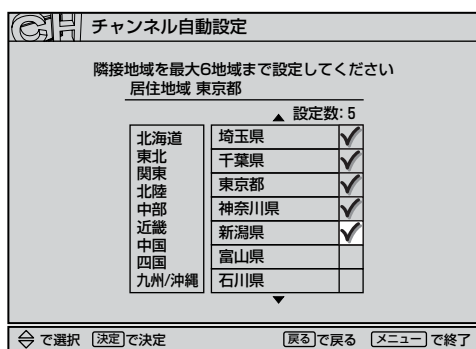 CH チャンネル自動設定
隣接地域を最大6地域まで設定してください
居住地域 東京都
▲ 設定数: 5
北海道
東北
関東
北陸
中部
近畿
中国
四国
九州/沖縄
埼玉県
千葉県
東京都
神奈川県
新潟県
富山県
石川県
▼
で選択 決定で決定 戻るで戻る メニューで終了